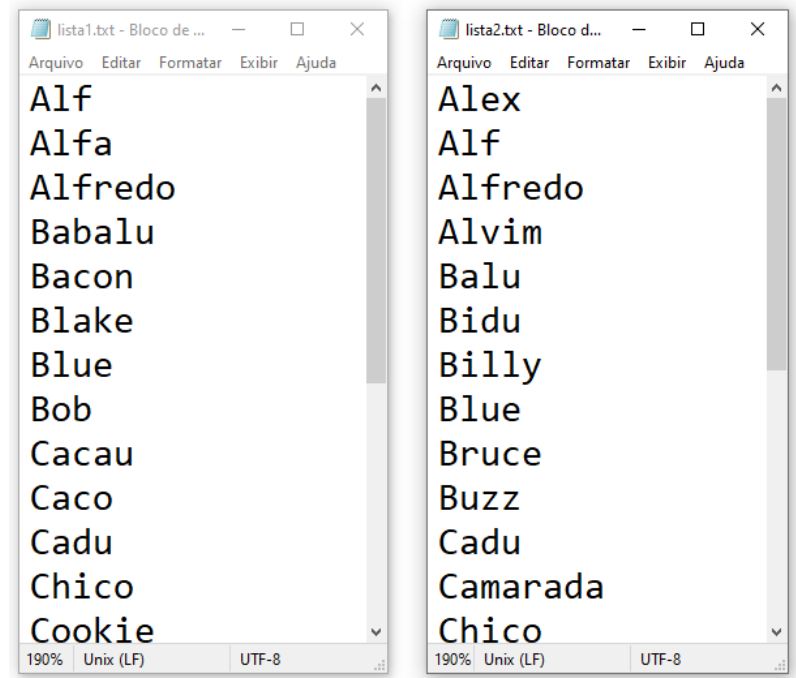 lista1.txt - Bloco de ...
Arquivo Editar Formatar Exibir Ajuda
Alf
Alfa
Alfredo
Babalu
Bacon
Blake
Blue
Bob
Cacau
Caco
Cadu
Chico
Cookie
190% Unix (LF) UTF-8
lista2.txt - Bloco d...
Arquivo Editar Formatar Exibir Ajuda
Alex
Alf
Alfredo
Alvim
Balu
Bidu
Billy
Blue
Bruce
Buzz
Cadu
Camarada
Chico
190% Unix (LF) UTF-8